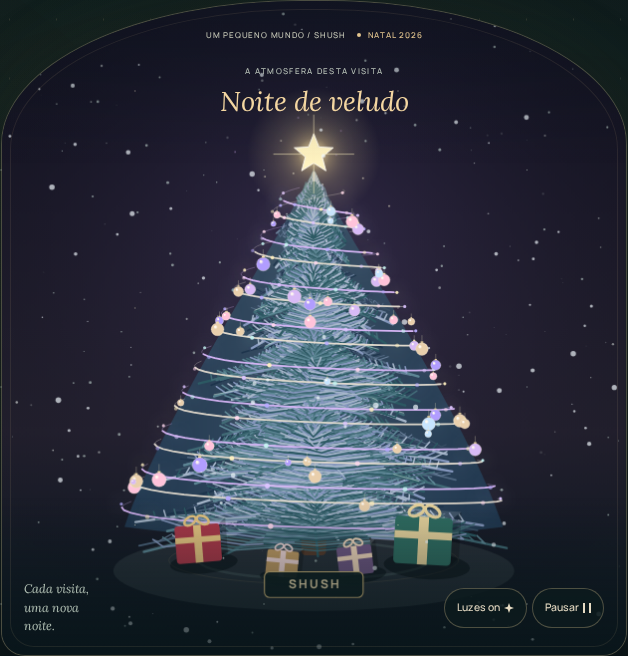 UM PEQUENO MUNDO / SHUSH • NATAL 2026
A ATMOSFERA DESTA VISITA
Noite de veludo
SHUSH
Cada visita,
uma nova
noite.
Luzes on
Pausar